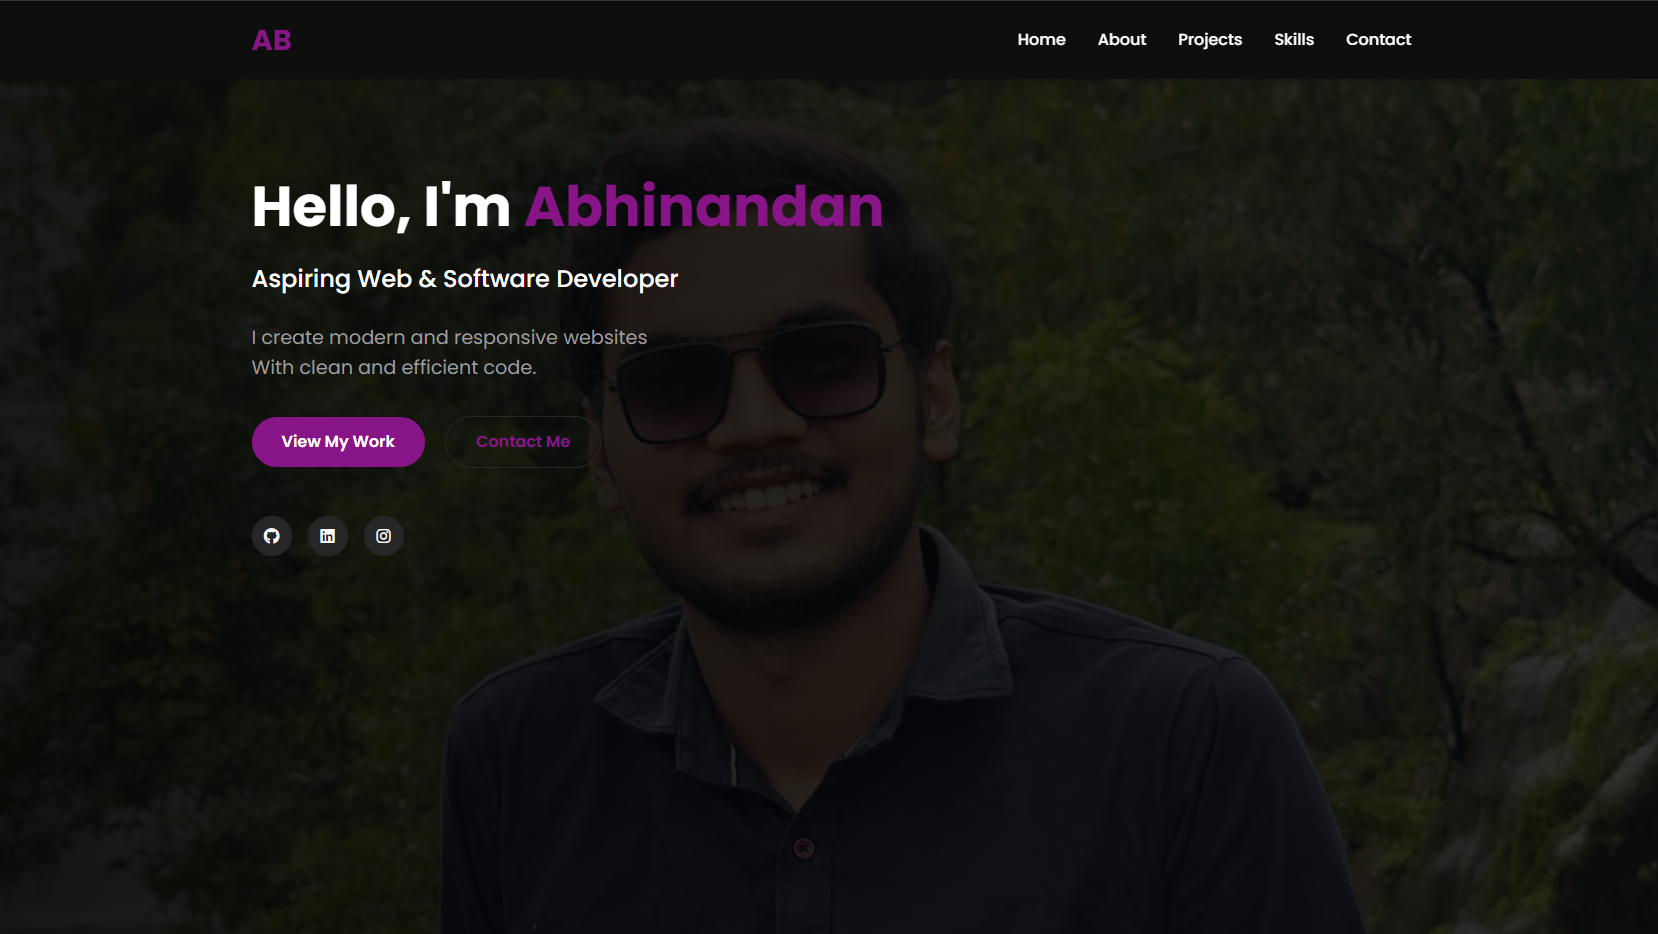 AB
Home About Projects Skills Contact
Hello, I'm Abhinandan
Aspiring Web & Software Developer
I create modern and responsive websites
With clean and efficient code.
View My Work Contact Me